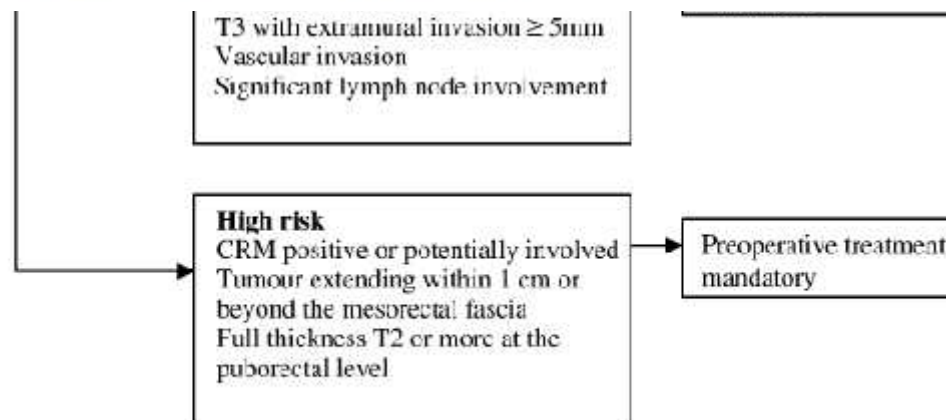 T3 with extramural invasion ≥ 5mm
Vascular invasion
Significant lymph node involvement
High risk
CRM positive or potentially involved
Tumour extending within 1 cm or
beyond the mesorectal fascia
Full thickness T2 or more at the
puborectal level
Preoperative treatment
mandatory